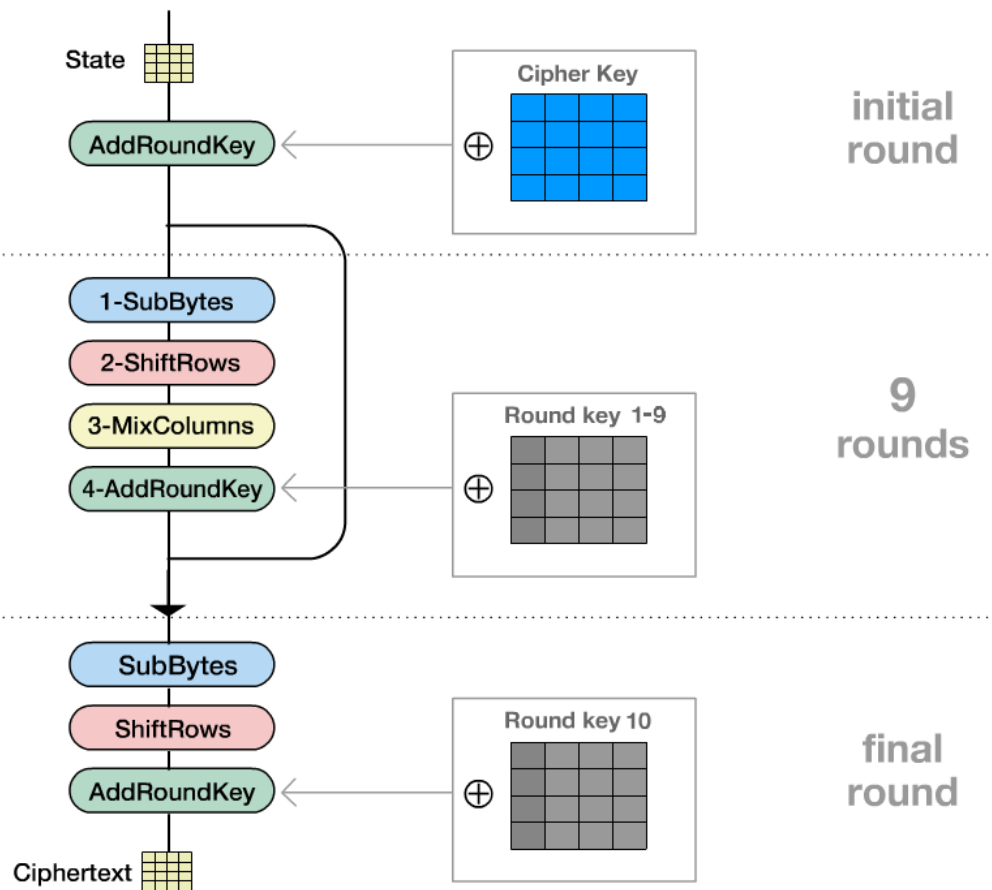 State
Cipher Key
AddRoundKey
initial
round
1-SubBytes
2-ShiftRows
3-MixColumns
4-AddRoundKey
Round key 1-9
9
rounds
SubBytes
ShiftRows
AddRoundKey
Round key 10
final
round
Ciphertext